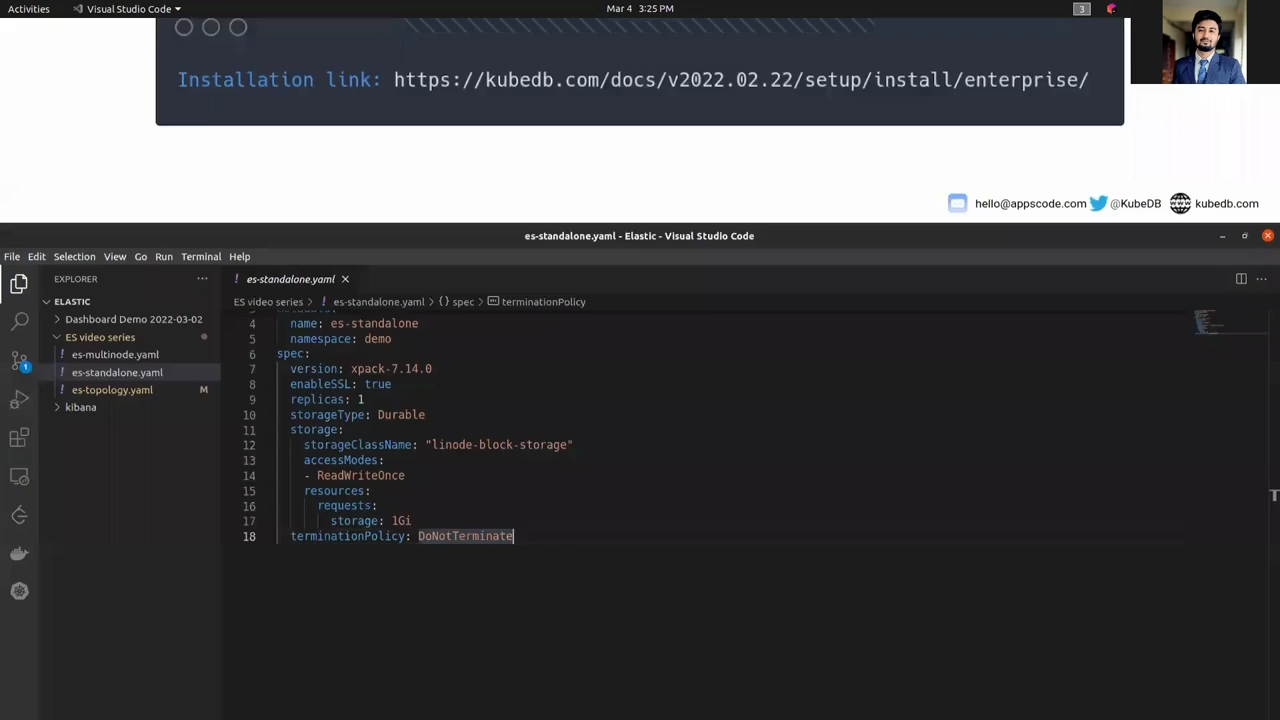 Activities
Visual Studio Code
Mar 4 3:25 PM
3
Installation link: https://kubedb.com/docs/v2022.02.22/setup/install/enterprise/
hello@appscode.com @KubeDB kubedb.com
es-standalone.yaml - Elastic - Visual Studio Code
File Edit Selection View Go Run Terminal Help
EXPLORER
ELASTIC
Dashboard Demo 2022-03-02
ES video series
! es-multinode.yaml
! es-standalone.yaml
! es-topology.yaml M
kibana
1
! es-standalone.yaml
ES video series > ! es-standalone.yaml > {} spec > terminationPolicy
3 metadata:
4 name: es-standalone
5 namespace: demo
6 spec:
7 version: xpack-7.14.0
8 enableSSL: true
9 replicas: 1
10 storageType: Durable
11 storage:
12 storageClassName: "linode-block-storage"
13 accessModes:
14 - ReadWriteOnce
15 resources:
16 requests:
17 storage: 1Gi
18 terminationPolicy: DoNotTerminate